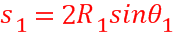 s₁ = 2R₁sinθ₁